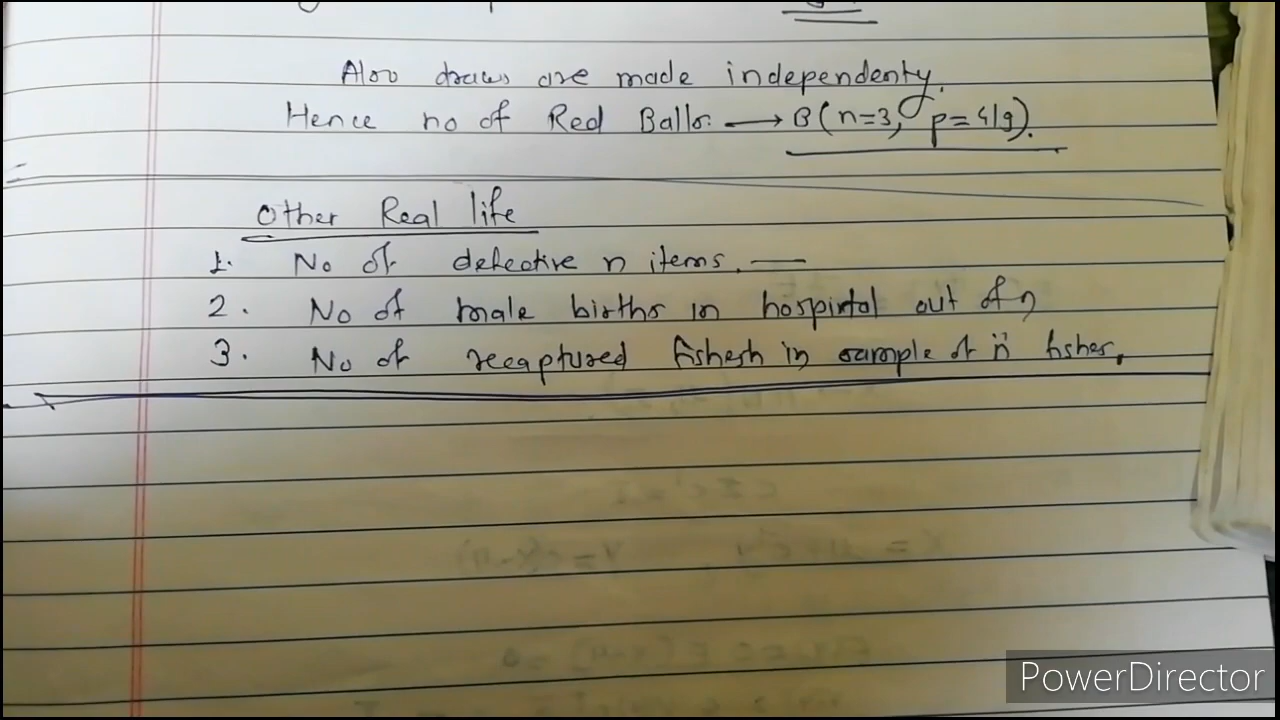 Also draws are made independenty.
Hence no of Red Balls. → B(n=3, p=4/9).
Other Real life
1. No of defective n items. —
2. No of male births in hospintal out of n
3. No of recaptured fishesh in sample of "n" fishes,
PowerDirector